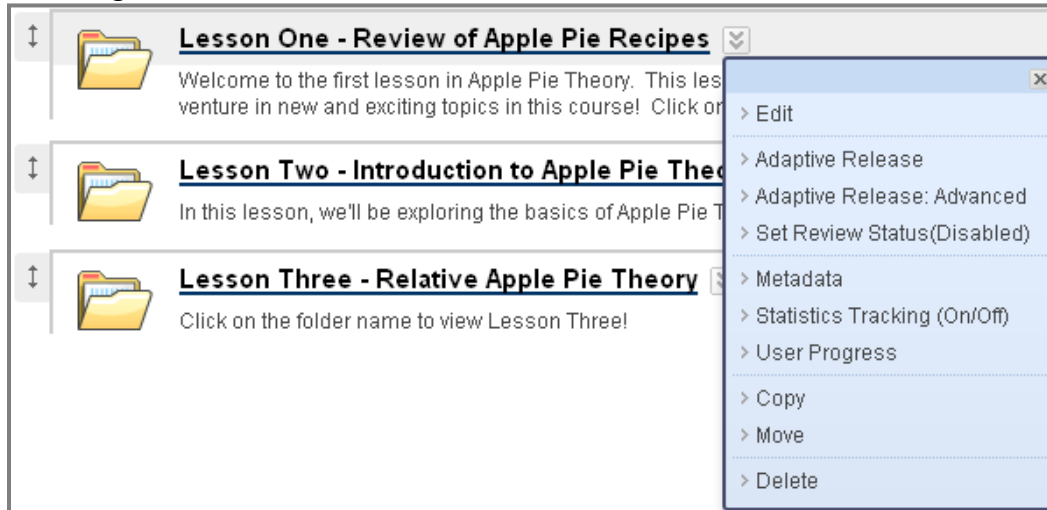 Lesson One - Review of Apple Pie Recipes
Welcome to the first lesson in Apple Pie Theory. This les
venture in new and exciting topics in this course! Click or
Lesson Two - Introduction to Apple Pie Theo
In this lesson, we'll be exploring the basics of Apple Pie T
Lesson Three - Relative Apple Pie Theory
Click on the folder name to view Lesson Three!
> Edit
> Adaptive Release
> Adaptive Release: Advanced
> Set Review Status(Disabled)
> Metadata
> Statistics Tracking (On/Off)
> User Progress
> Copy
> Move
> Delete